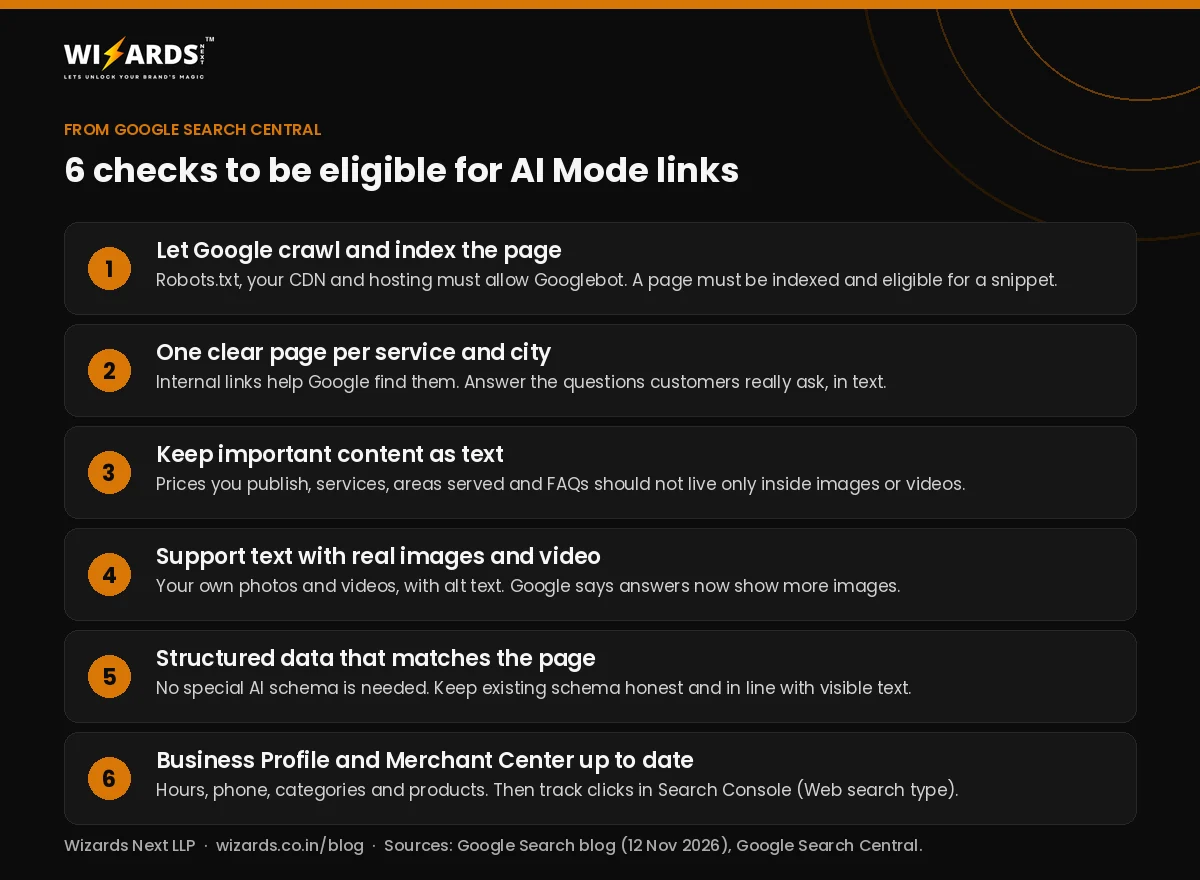 WIZARDS NEXT TM
LETS UNLOCK YOUR BRAND'S MAGIC
FROM GOOGLE SEARCH CENTRAL
6 checks to be eligible for AI Mode links
1
Let Google crawl and index the page
Robots.txt, your CDN and hosting must allow Googlebot. A page must be indexed and eligible for a snippet.
2
One clear page per service and city
Internal links help Google find them. Answer the questions customers really ask, in text.
3
Keep important content as text
Prices you publish, services, areas served and FAQs should not live only inside images or videos.
4
Support text with real images and video
Your own photos and videos, with alt text. Google says answers now show more images.
5
Structured data that matches the page
No special AI schema is needed. Keep existing schema honest and in line with visible text.
6
Business Profile and Merchant Center up to date
Hours, phone, categories and products. Then track clicks in Search Console (Web search type).
Wizards Next LLP · wizards.co.in/blog · Sources: Google Search blog (12 Nov 2026), Google Search Central.